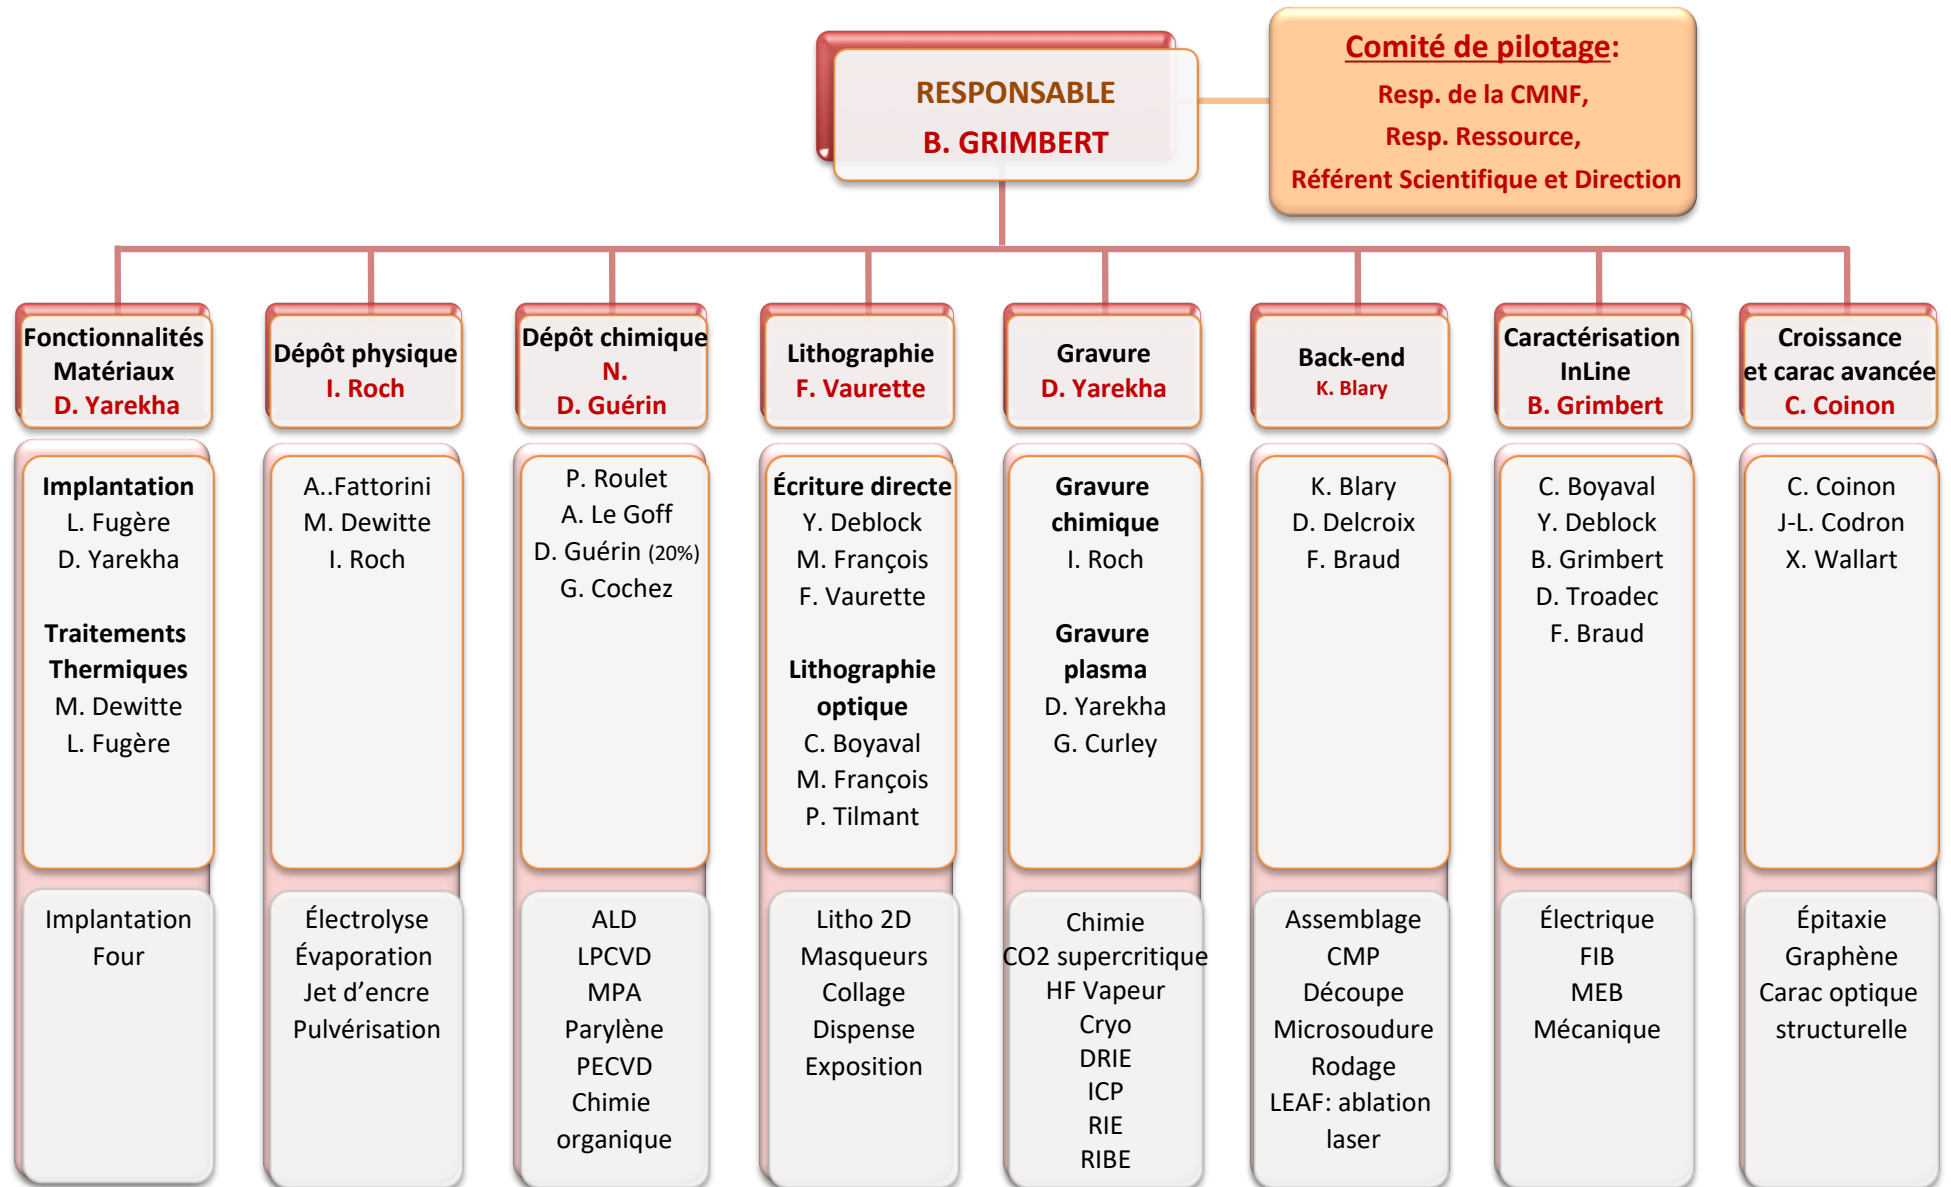 RESPONSABLE
B. GRIMBERT
Comité de pilotage:
Resp. de la CMNF,
Resp. Ressource,
Référent Scientifique et Direction
Fonctionnalités
Matériaux
D. Yarekha
Implantation
L. Fugère
D. Yarekha
Traitements
Thermiques
M. Dewitte
L. Fugère
Implantation
Four
Dépôt physique
I. Roch
A..Fattorini
M. Dewitte
I. Roch
Électrolyse
Évaporation
Jet d’encre
Pulvérisation
Dépôt chimique
N.
D. Guérin
P. Roulet
A. Le Goff
D. Guérin (20%)
G. Cochez
ALD
LPCVD
MPA
Parylène
PECVD
Chimie
organique
Lithographie
F. Vaurette
Écriture directe
Y. Deblock
M. François
F. Vaurette
Lithographie
optique
C. Boyaval
M. François
P. Tilmant
Litho 2D
Masqueurs
Collage
Dispense
Exposition
Gravure
D. Yarekha
Gravure
chimique
I. Roch
Gravure
plasma
D. Yarekha
G. Curley
Chimie
CO2 supercritique
HF Vapeur
Cryo
DRIE
ICP
RIE
RIBE
Back-end
K. Blary
K. Blary
D. Delcroix
F. Braud
Assemblage
CMP
Découpe
Microsoudure
Rodage
LEAF: ablation
laser
Caractérisation
InLine
B. Grimbert
C. Boyaval
Y. Deblock
B. Grimbert
D. Troadec
F. Braud
Électrique
FIB
MEB
Mécanique
Croissance
et carac avancée
C. Coinon
C. Coinon
J-L. Codron
X. Wallart
Épitaxie
Graphène
Carac optique
structurelle